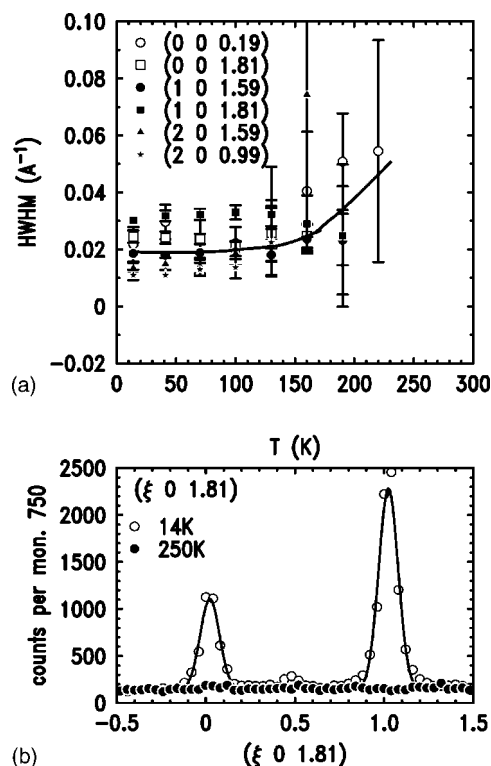 0.10
0.08
0.06
0.04
0.02
0
−0.02
HWHM (A⁻¹)
(0 0 0.19)
(0 0 1.81)
(1 0 1.59)
(1 0 1.81)
(2 0 1.59)
(2 0 0.99)
0 50 100 150 200 250 300
(a)
T (K)
2500
2000
1500
1000
500
0
counts per mon. 750
(ξ 0 1.81)
14K
250K
−0.5 0 0.5 1.0 1.5
(b)
(ξ 0 1.81)